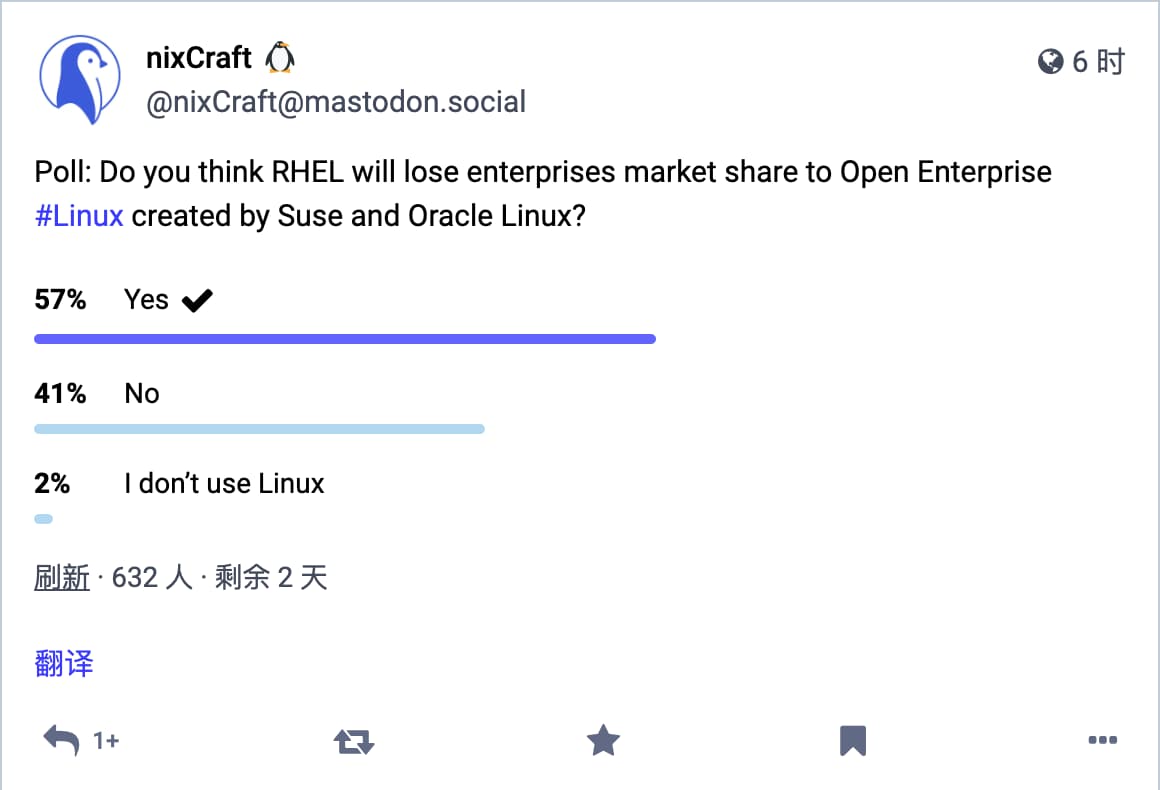 nixCraft 🐧
6 时
@nixCraft@mastodon.social
Poll: Do you think RHEL will lose enterprises market share to Open Enterprise
#Linux created by Suse and Oracle Linux?
57% Yes ✔
41% No
2% I don’t use Linux
刷新 · 632 人 · 剩余 2 天
翻译
1+